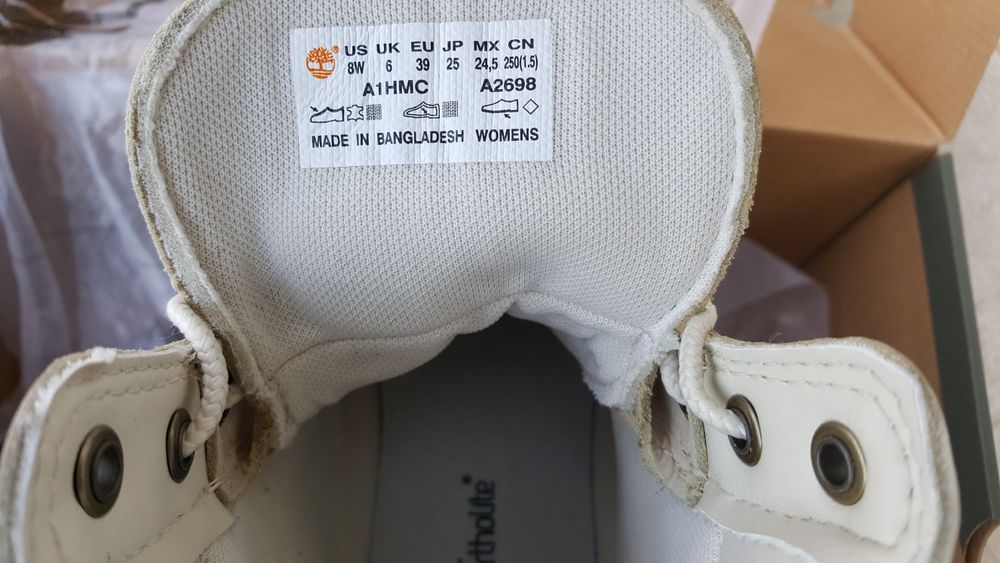 US UK EU JP MX CN
8W 6 39 25 24,5 250(1.5)
A1HMC A2698
MADE IN BANGLADESH WOMENS